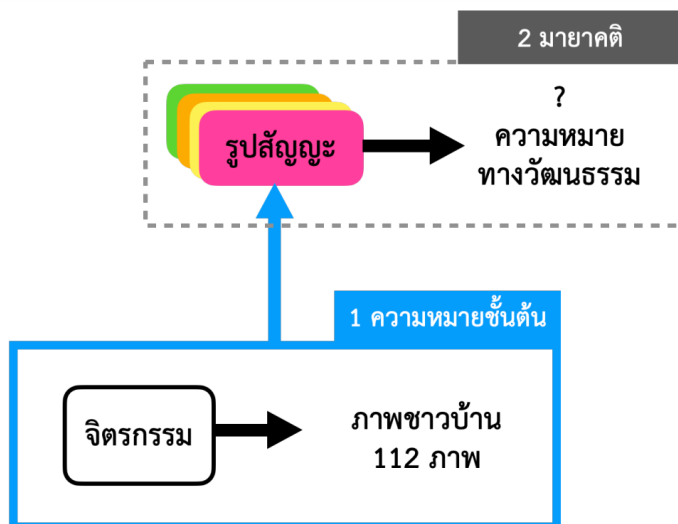 2 มายาคติ
?
ความหมาย
ทางวัฒนธรรม
รูปสัญญะ
1 ความหมายชั้นต้น
จิตรกรรม
ภาพชาวบ้าน
112 ภาพ